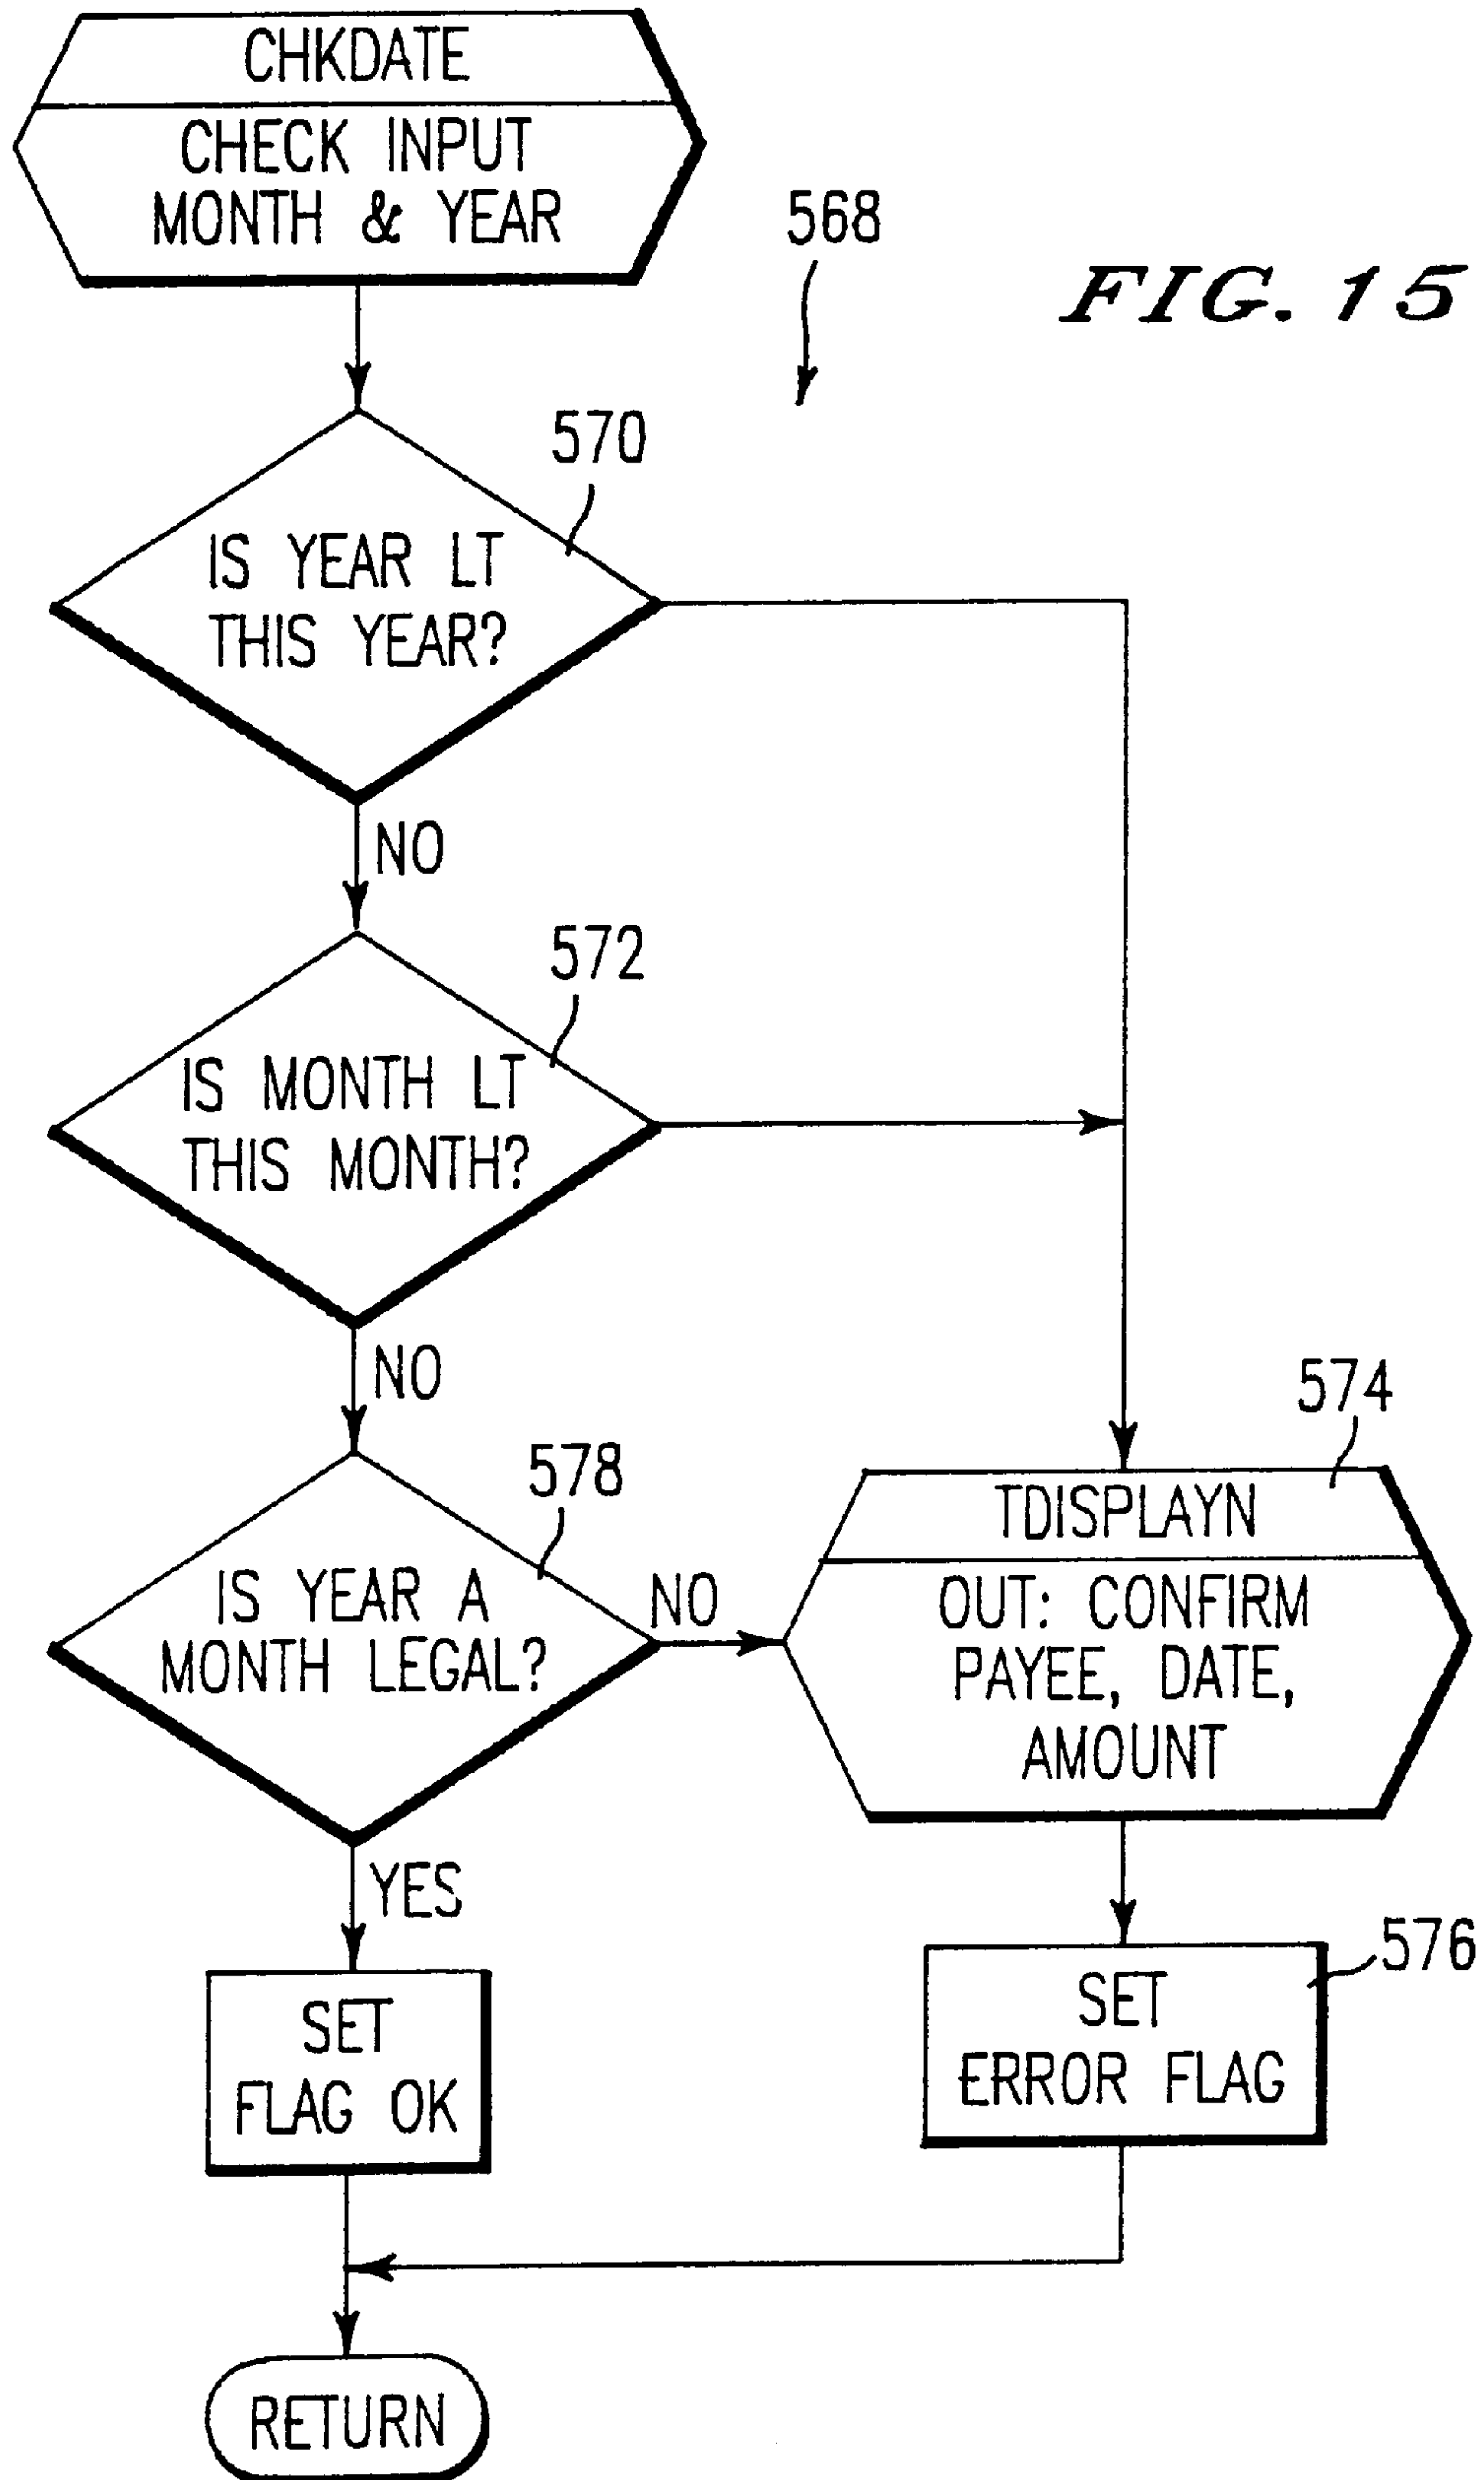 CHKDATE
CHECK INPUT
MONTH & YEAR
568
FIG. 15
570
IS YEAR LT
THIS YEAR?
NO
572
IS MONTH LT
THIS MONTH?
NO
578
IS YEAR A
MONTH LEGAL?
NO
574
TDISPLAYN
OUT: CONFIRM
PAYEE, DATE,
AMOUNT
YES
SET
FLAG OK
576
SET
ERROR FLAG
RETURN